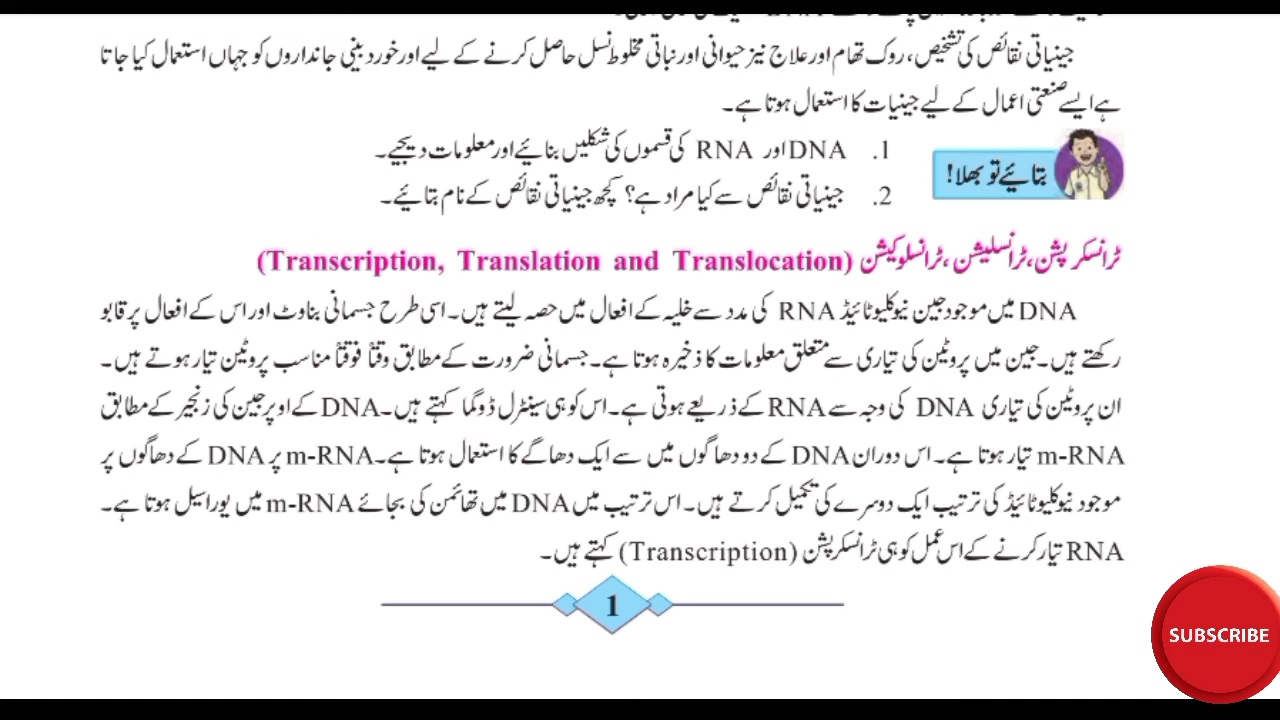 جینیاتی نقائص کی تشخیص، روک تھام اور علاج نیز حیوانی اور نباتی مخلوط نسل حاصل کرنے کے لیے اور خورد بینی جانداروں کو جہاں استعمال کیا جاتا
ہے ایسے صنعتی اعمال کے لیے جینیات کا استعمال ہوتا ہے۔
بتائیے تو بھلا!
1. DNA اور RNA کی قسموں کی شکلیں بنائیے اور معلومات دیجیے۔
2. جینیاتی نقائص سے کیا مراد ہے؟ کچھ جینیاتی نقائص کے نام بتائیے۔
ٹرانسکرپشن، ٹرانسلیشن، ٹرانسلوکیشن (Transcription, Translation and Translocation)
DNA میں موجود جین نیوکلیوٹائیڈ RNA کی مدد سے خلیہ کے افعال میں حصہ لیتے ہیں۔ اسی طرح جسمانی بناوٹ اور اس کے افعال پر قابو
رکھتے ہیں۔ جین میں پروٹین کی تیاری سے متعلق معلومات کا ذخیرہ ہوتا ہے۔ جسمانی ضرورت کے مطابق وقتاً فوقتاً مناسب پروٹین تیار ہوتے ہیں۔
ان پروٹین کی تیاری DNA کی وجہ سے RNA کے ذریعے ہوتی ہے۔ اس کو ہی سینٹرل ڈوگما کہتے ہیں۔ DNA کے اوپر جین کی زنجیر کے مطابق
m-RNA تیار ہوتا ہے۔ اس دوران DNA کے دو دھاگوں میں سے ایک دھاگے کا استعمال ہوتا ہے۔ m-RNA پر DNA کے دھاگوں پر
موجود نیوکلیوٹائیڈ کی ترتیب ایک دوسرے کی تکمیل کرتے ہیں۔ اس ترتیب میں DNA میں تھائمن کی بجائے m-RNA میں یوراسیل ہوتا ہے۔
RNA تیار کرنے کے اس عمل کو ہی ٹرانسکرپشن (Transcription) کہتے ہیں۔
1
SUBSCRIBE